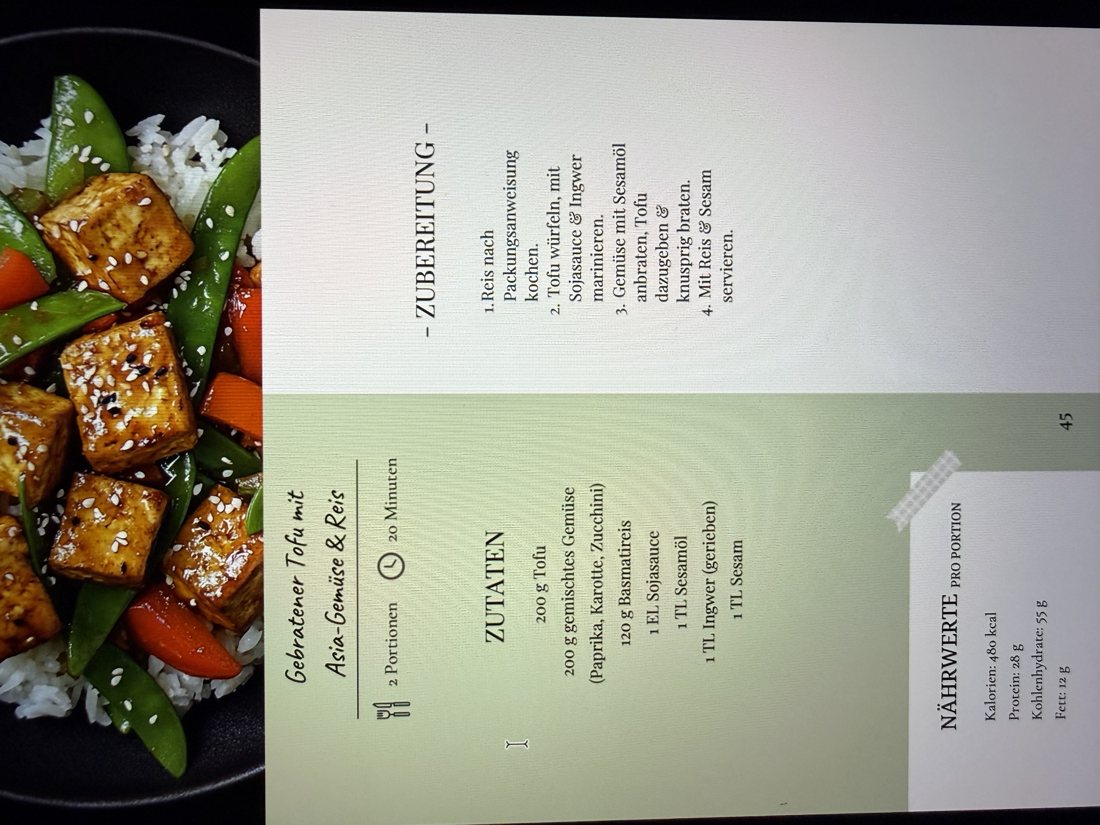 Gebratener Tofu mit
Asia-Gemüse & Reis
2 Portionen 20 Minuten
ZUTATEN
200 g Tofu
200 g gemischtes Gemüse
(Paprika, Karotte, Zucchini)
120 g Basmatireis
1 EL Sojasauce
1 TL Sesamöl
1 TL Ingwer (gerieben)
1 TL Sesam
NÄHRWERTE PRO PORTION
Kalorien: 480 kcal
Protein: 28 g
Kohlenhydrate: 55 g
Fett: 12 g
– ZUBEREITUNG –
1.Reis nach
Packungsanweisung
kochen.
2. Tofu würfeln, mit
Sojasauce & Ingwer
marinieren.
3. Gemüse mit Sesamöl
anbraten, Tofu
dazugeben &
knusprig braten.
4. Mit Reis & Sesam
servieren.
45